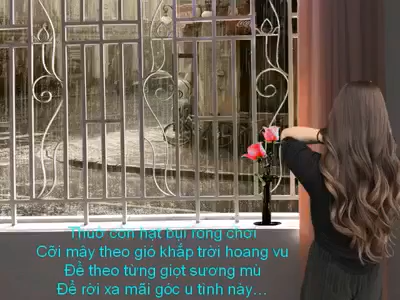 Thuở còn hạt bụi rong chơi
Cỡi mây theo gió khắp trời hoang vu
Để theo từng giọt sương mù
Để rời xa mãi góc u tình này...